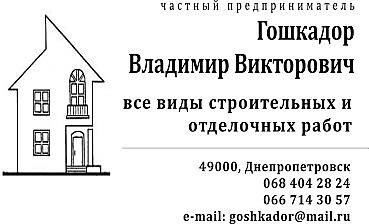 частный предприниматель
Гошкадор
Владимир Викторович
все виды строительных и
отделочных работ
49000, Днепропетровск
068 404 28 24
066 714 30 57
e-mail: goshkador@mail.ru